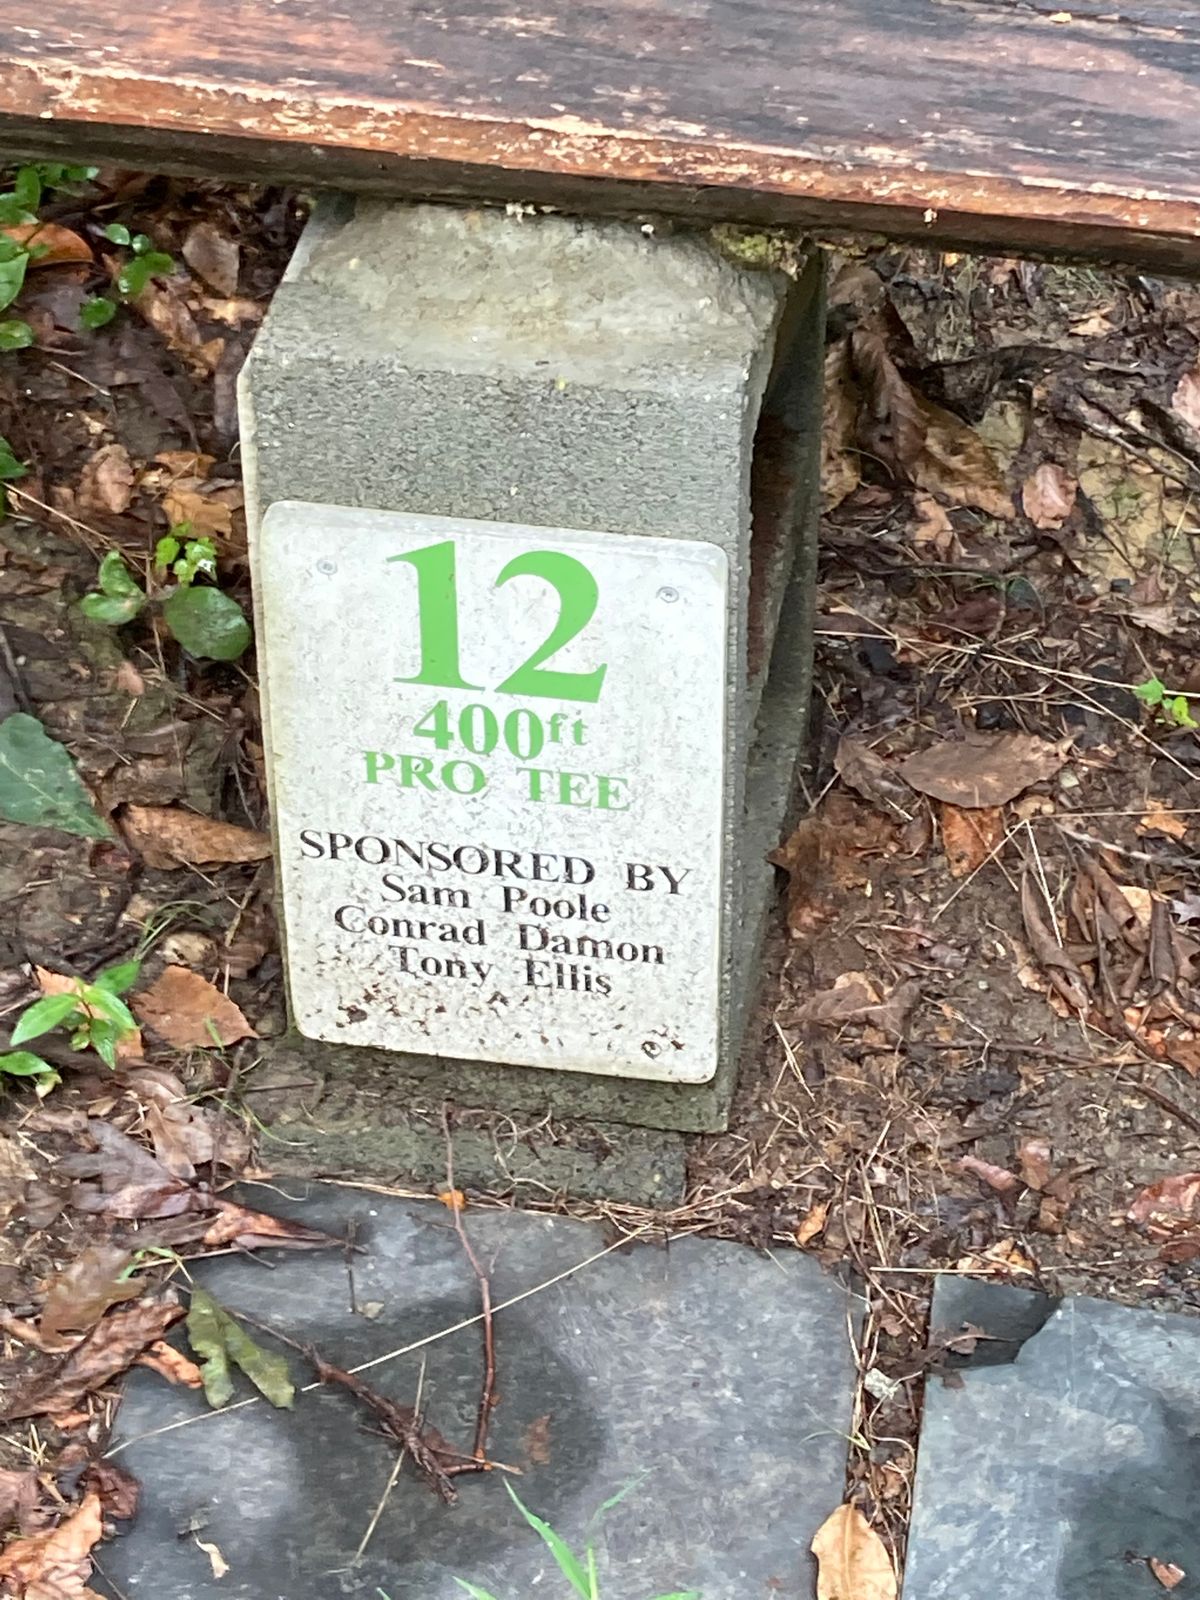 12
400ft
PRO TEE
SPONSORED BY
Sam Poole
Conrad Damon
Tony Ellis